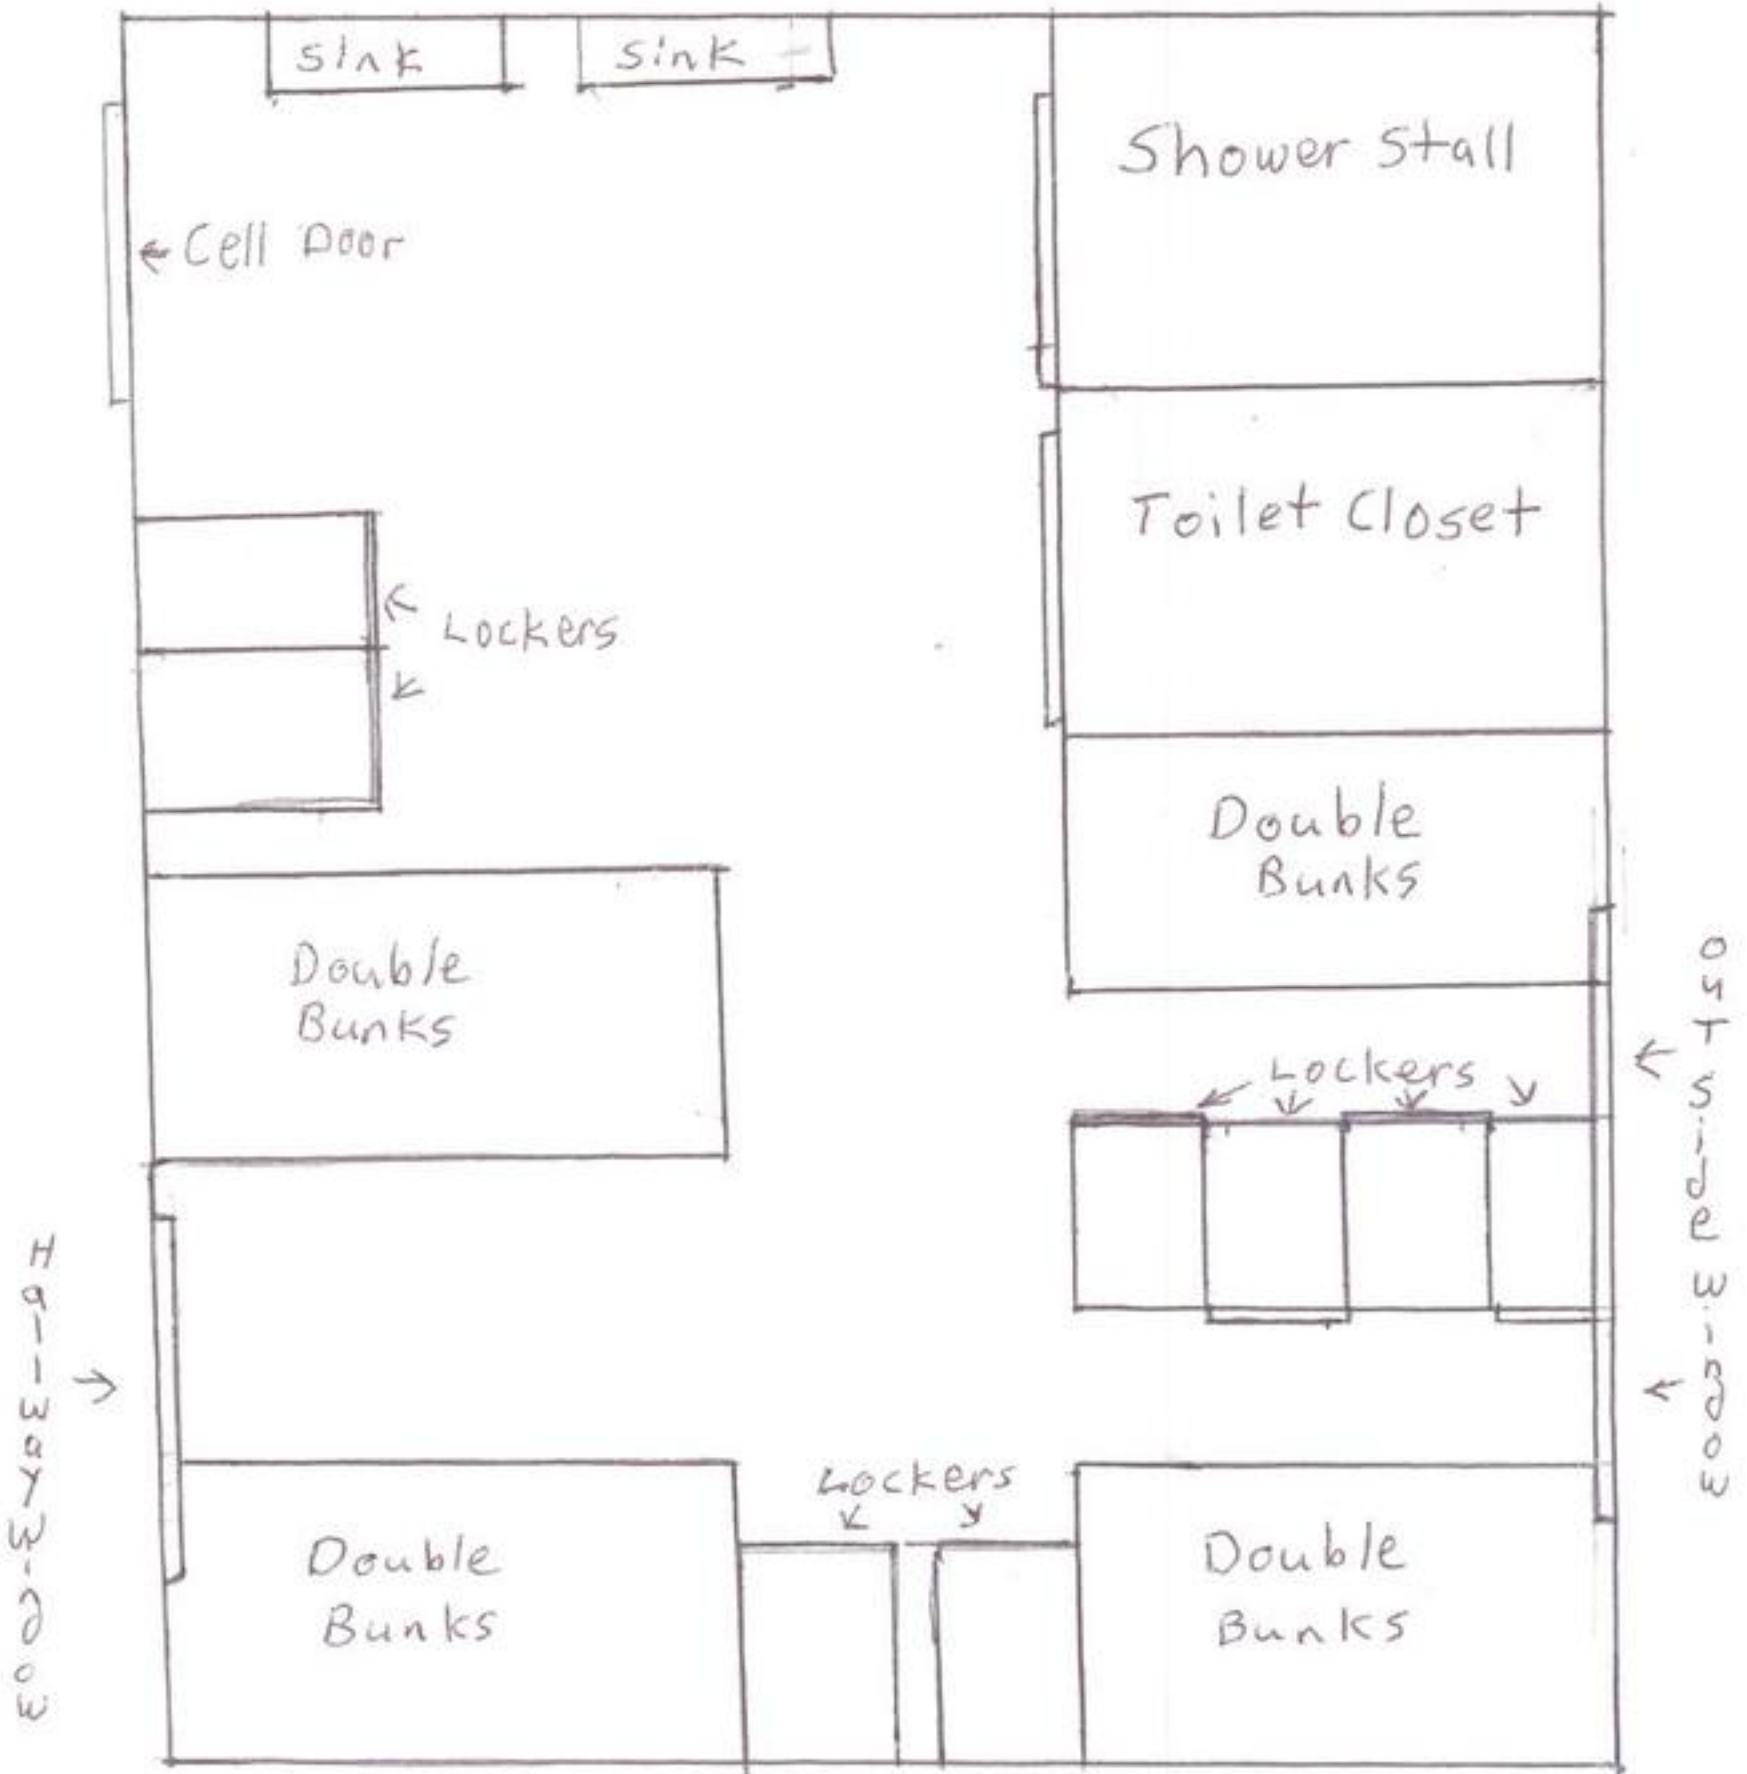 Sink
Sink
Shower Stall
Cell Door
Toilet Closet
Lockers
Double
Bunks
Double
Bunks
Lockers
Outside Window
Hallway Window
Lockers
Double
Bunks
Double
Bunks